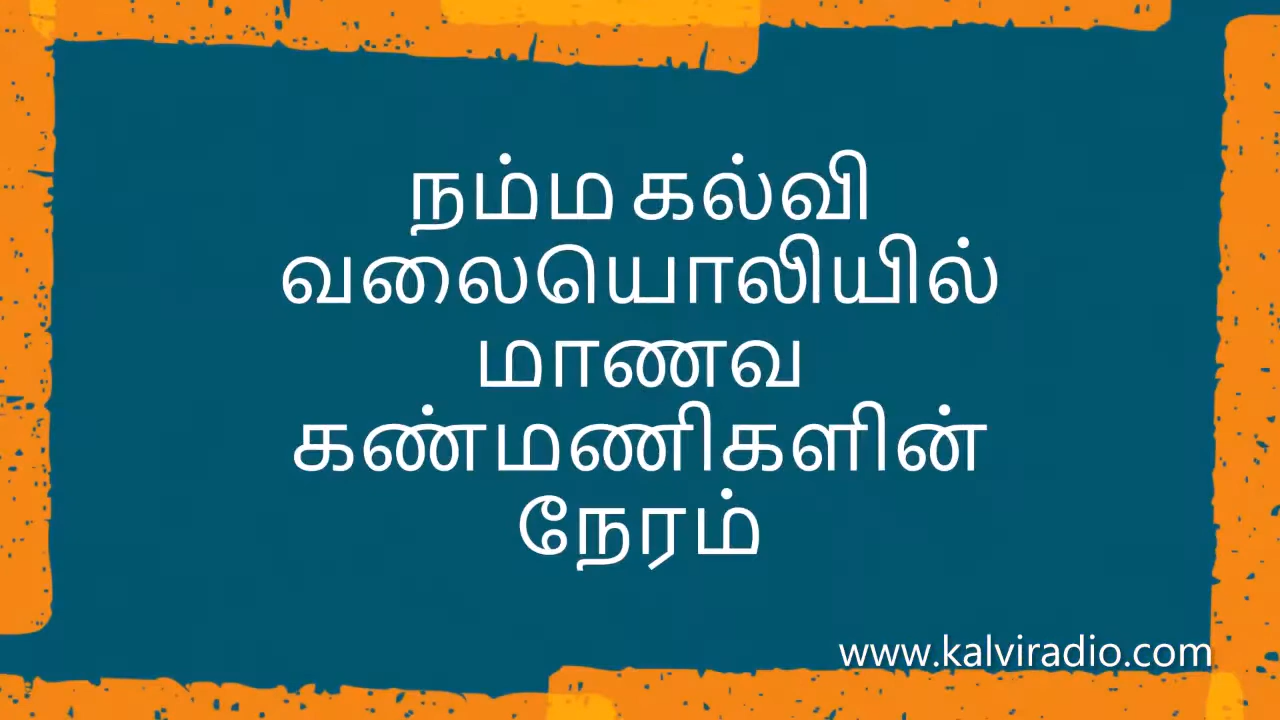 நம்ம கல்வி
வலையொலியில்
மாணவ
கண்மணிகளின்
நேரம்
www.kalviradio.com